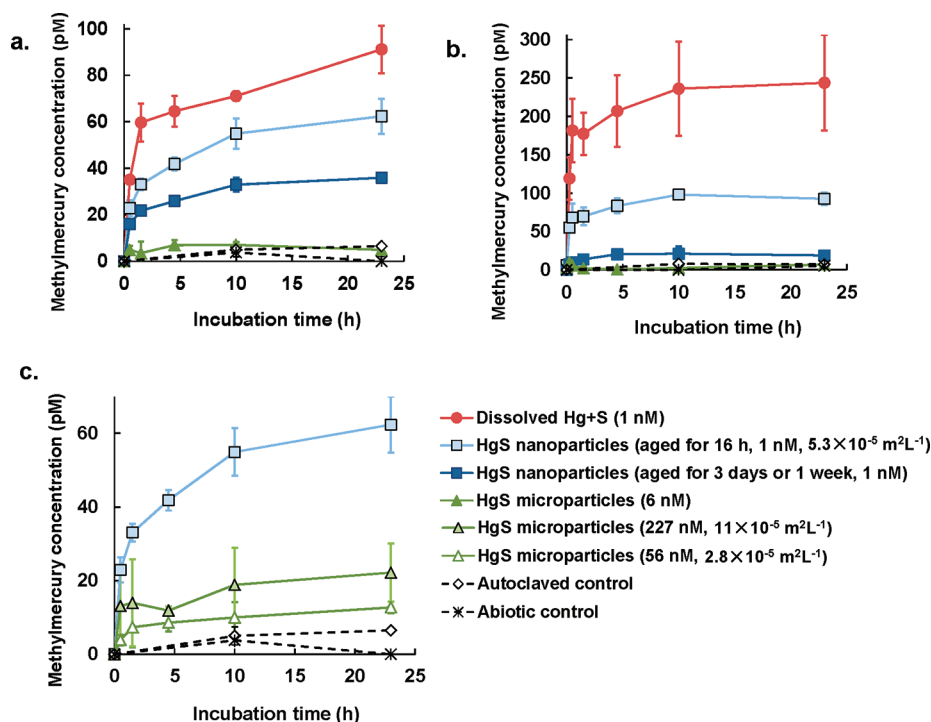 a.
Methylmercury concentration (pM)
100
80
60
40
20
0
0 5 10 15 20 25
Incubation time (h)
b.
Methylmercury concentration (pM)
300
250
200
150
100
50
0
0 5 10 15 20 25
Incubation time (h)
c.
Methylmercury concentration (pM)
60
40
20
0
0 5 10 15 20 25
Incubation time (h)
Dissolved Hg+S (1 nM)
HgS nanoparticles (aged for 16 h, 1 nM, 5.3×10⁻⁵ m²L⁻¹)
HgS nanoparticles (aged for 3 days or 1 week, 1 nM)
HgS microparticles (6 nM)
HgS microparticles (227 nM, 11×10⁻⁵ m²L⁻¹)
HgS microparticles (56 nM, 2.8×10⁻⁵ m²L⁻¹)
Autoclaved control
Abiotic control